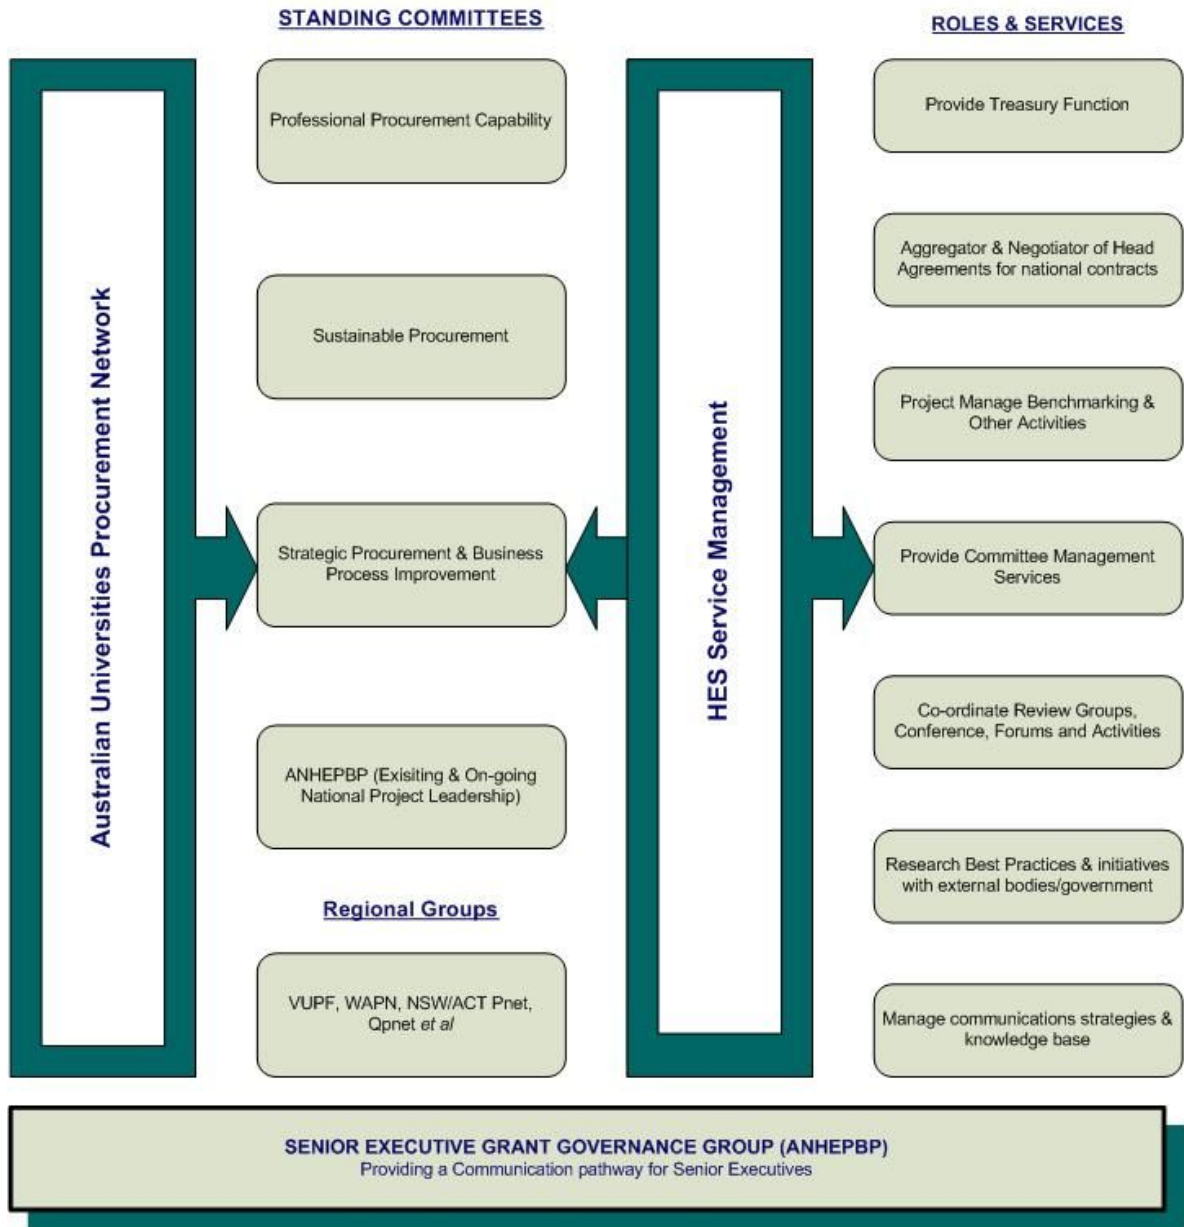 STANDING COMMITTEES
Professional Procurement Capability
Sustainable Procurement
Strategic Procurement & Business
Process Improvement
ANHEPBP (Exisiting & On-going
National Project Leadership)
Regional Groups
VUPF, WAPN, NSW/ACT Pnet,
Qpnet et al
Australian Universities Procurement Network
HES Service Management
ROLES & SERVICES
Provide Treasury Function
Aggregator & Negotiator of Head
Agreements for national contracts
Project Manage Benchmarking &
Other Activities
Provide Committee Management
Services
Co-ordinate Review Groups,
Conference, Forums and Activities
Research Best Practices & initiatives
with external bodies/government
Manage communications strategies &
knowledge base
SENIOR EXECUTIVE GRANT GOVERNANCE GROUP (ANHEPBP)
Providing a Communication pathway for Senior Executives